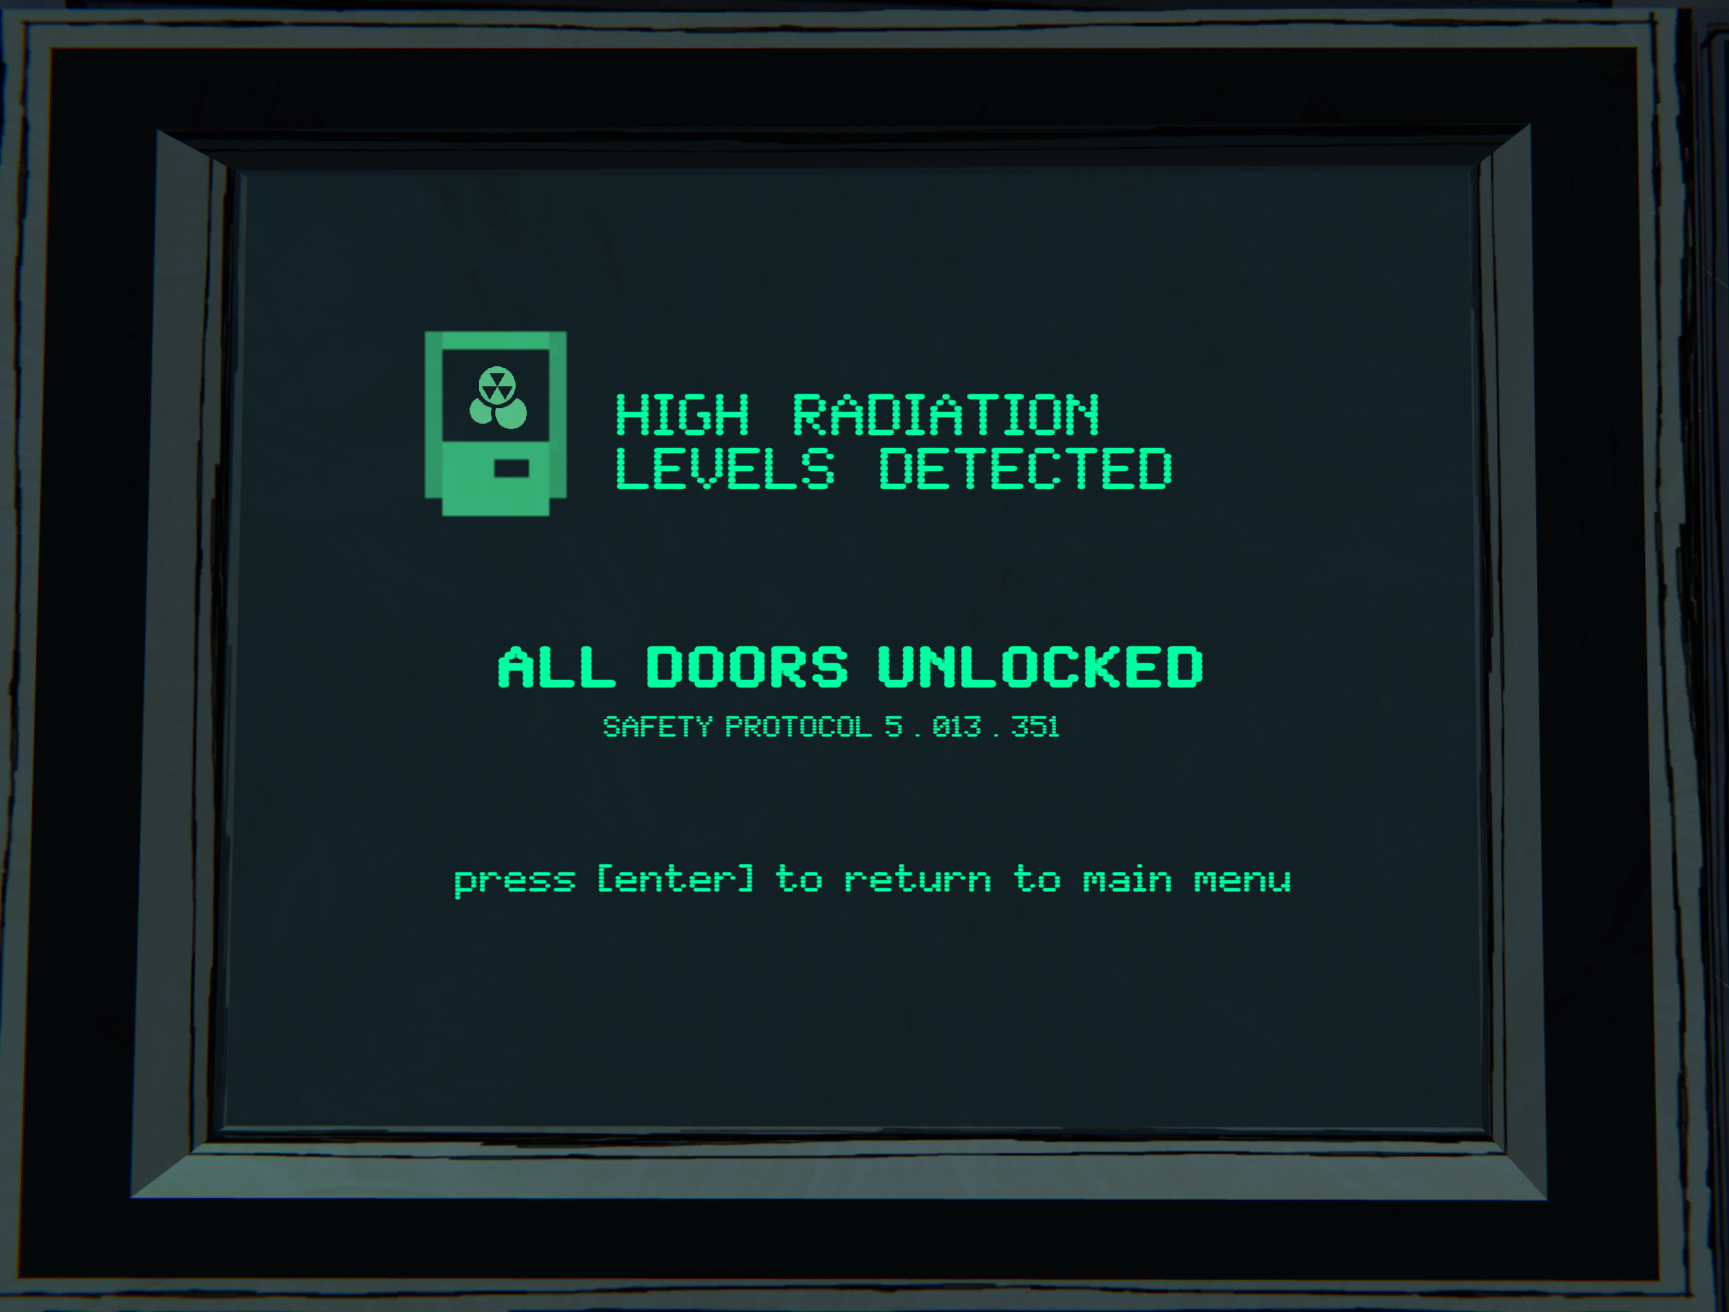 HIGH RADIATION
LEVELS DETECTED
ALL DOORS UNLOCKED
SAFETY PROTOCOL 5 . 013 . 351
press [enter] to return to main menu